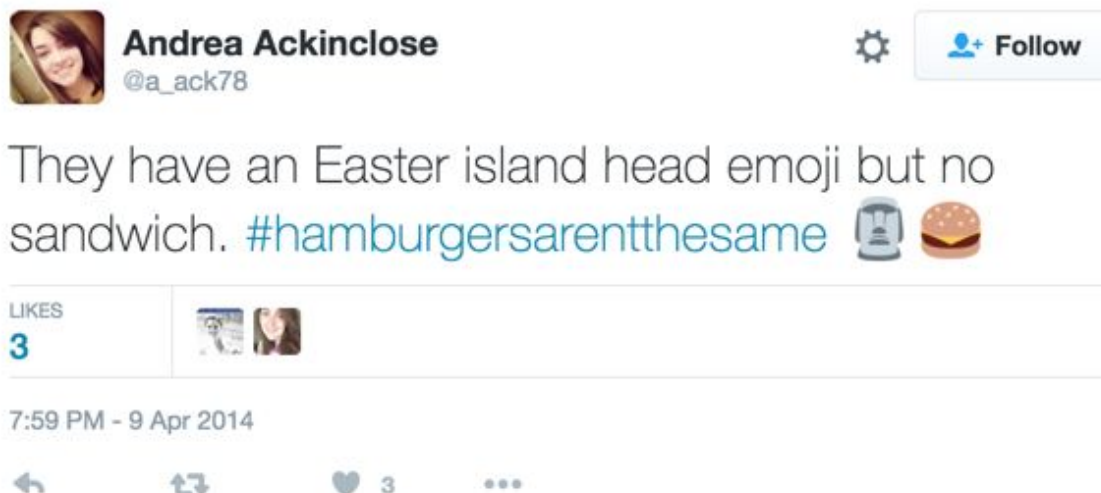 Andrea Ackinclose
@a_ack78
Follow
They have an Easter island head emoji but no
sandwich. #hamburgersarentthesame 🗿🍔
LIKES
3
7:59 PM - 9 Apr 2014
3